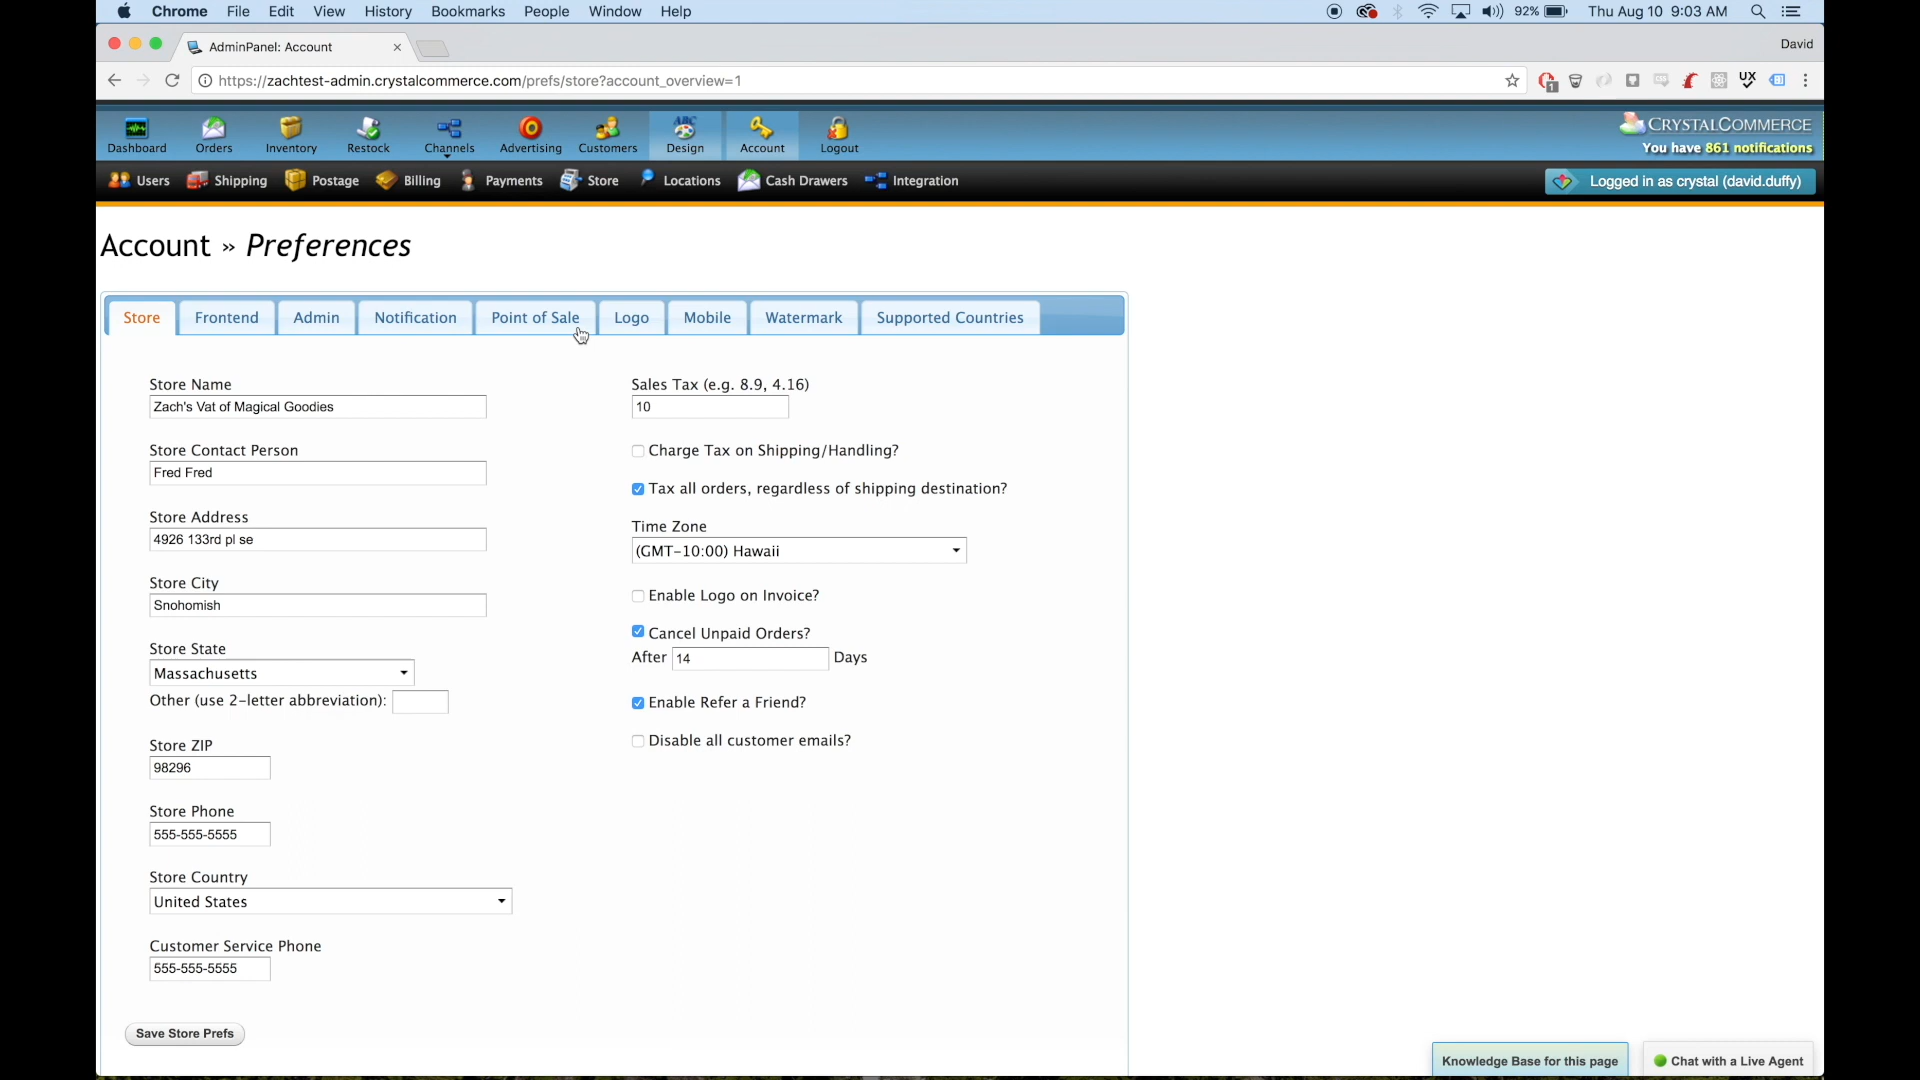 Chrome File Edit View History Bookmarks People Window Help 92% Thu Aug 10 9:03 AM
AdminPanel: Account David
https://zachtest-admin.crystalcommerce.com/prefs/store?account_overview=1
Dashboard Orders Inventory Restock Channels Advertising Customers Design Account Logout
CRYSTALCOMMERCE
You have 861 notifications
Users Shipping Postage Billing Payments Store Locations Cash Drawers Integration
Logged in as crystal (david.duffy)
Account » Preferences
Store Frontend Admin Notification Point of Sale Logo Mobile Watermark Supported Countries
Store Name
Zach's Vat of Magical Goodies
Store Contact Person
Fred Fred
Store Address
4926 133rd pl se
Store City
Snohomish
Store State
Massachusetts
Other (use 2-letter abbreviation):
Store ZIP
98296
Store Phone
555-555-5555
Store Country
United States
Customer Service Phone
555-555-5555
Save Store Prefs
Sales Tax (e.g. 8.9, 4.16)
10
Charge Tax on Shipping/Handling?
Tax all orders, regardless of shipping destination?
Time Zone
(GMT-10:00) Hawaii
Enable Logo on Invoice?
Cancel Unpaid Orders?
After 14 Days
Enable Refer a Friend?
Disable all customer emails?
Knowledge Base for this page
Chat with a Live Agent